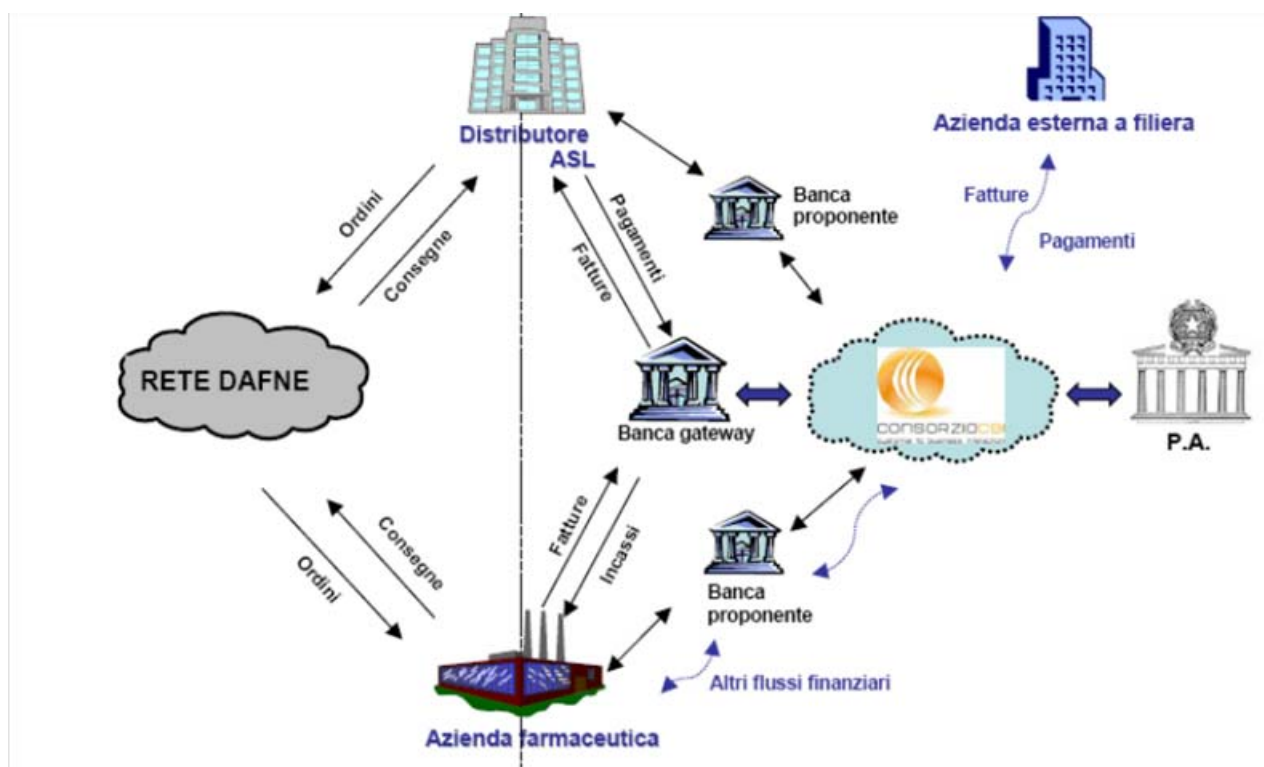 Distributore
ASL
Azienda esterna a filiera
Ordini
Consegne
Pagamenti
Fatture
Banca
proponente
Fatture
Pagamenti
RETE DAFNE
Banca gateway
CONSORZIOCBI
P.A.
Consegne
Ordini
Fatture
Incassi
Banca
proponente
Altri flussi finanziari
Azienda farmaceutica